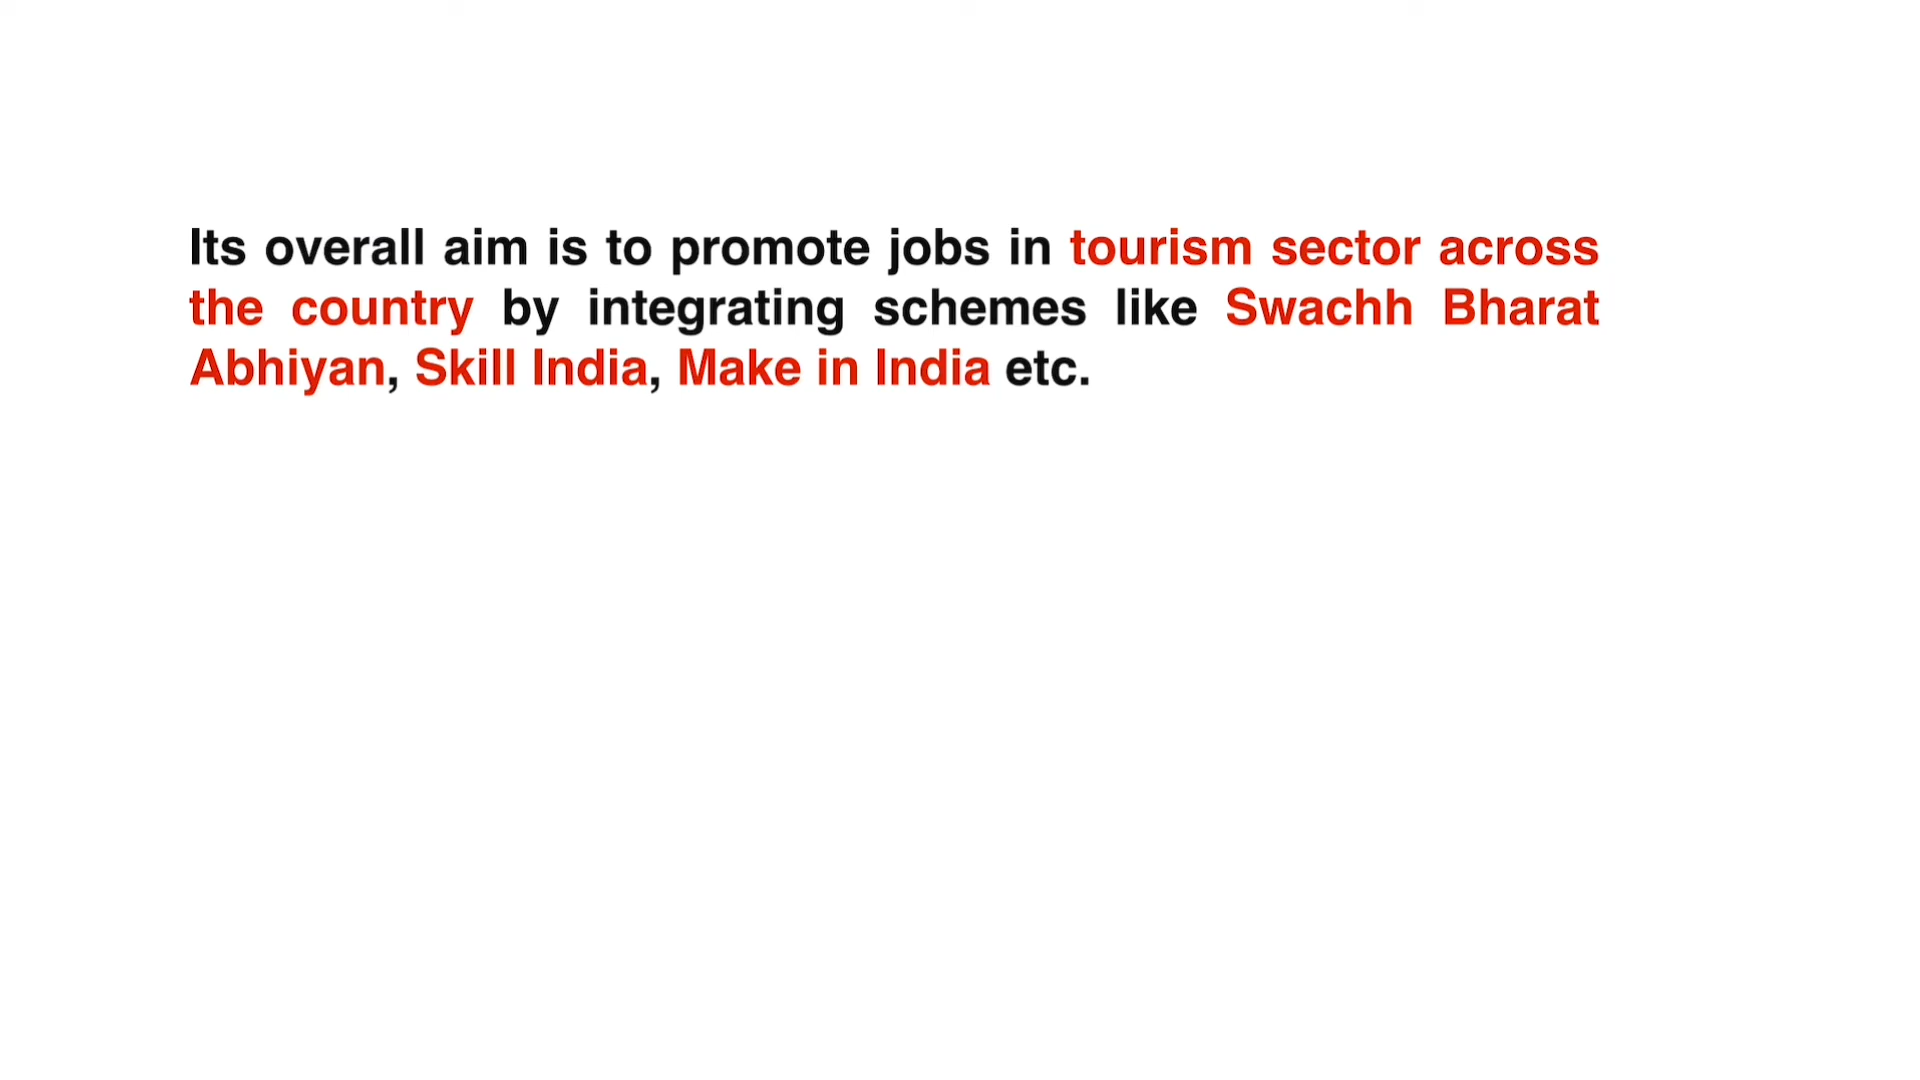 Its overall aim is to promote jobs in tourism sector across
the country by integrating schemes like Swachh Bharat
Abhiyan, Skill India, Make in India etc.